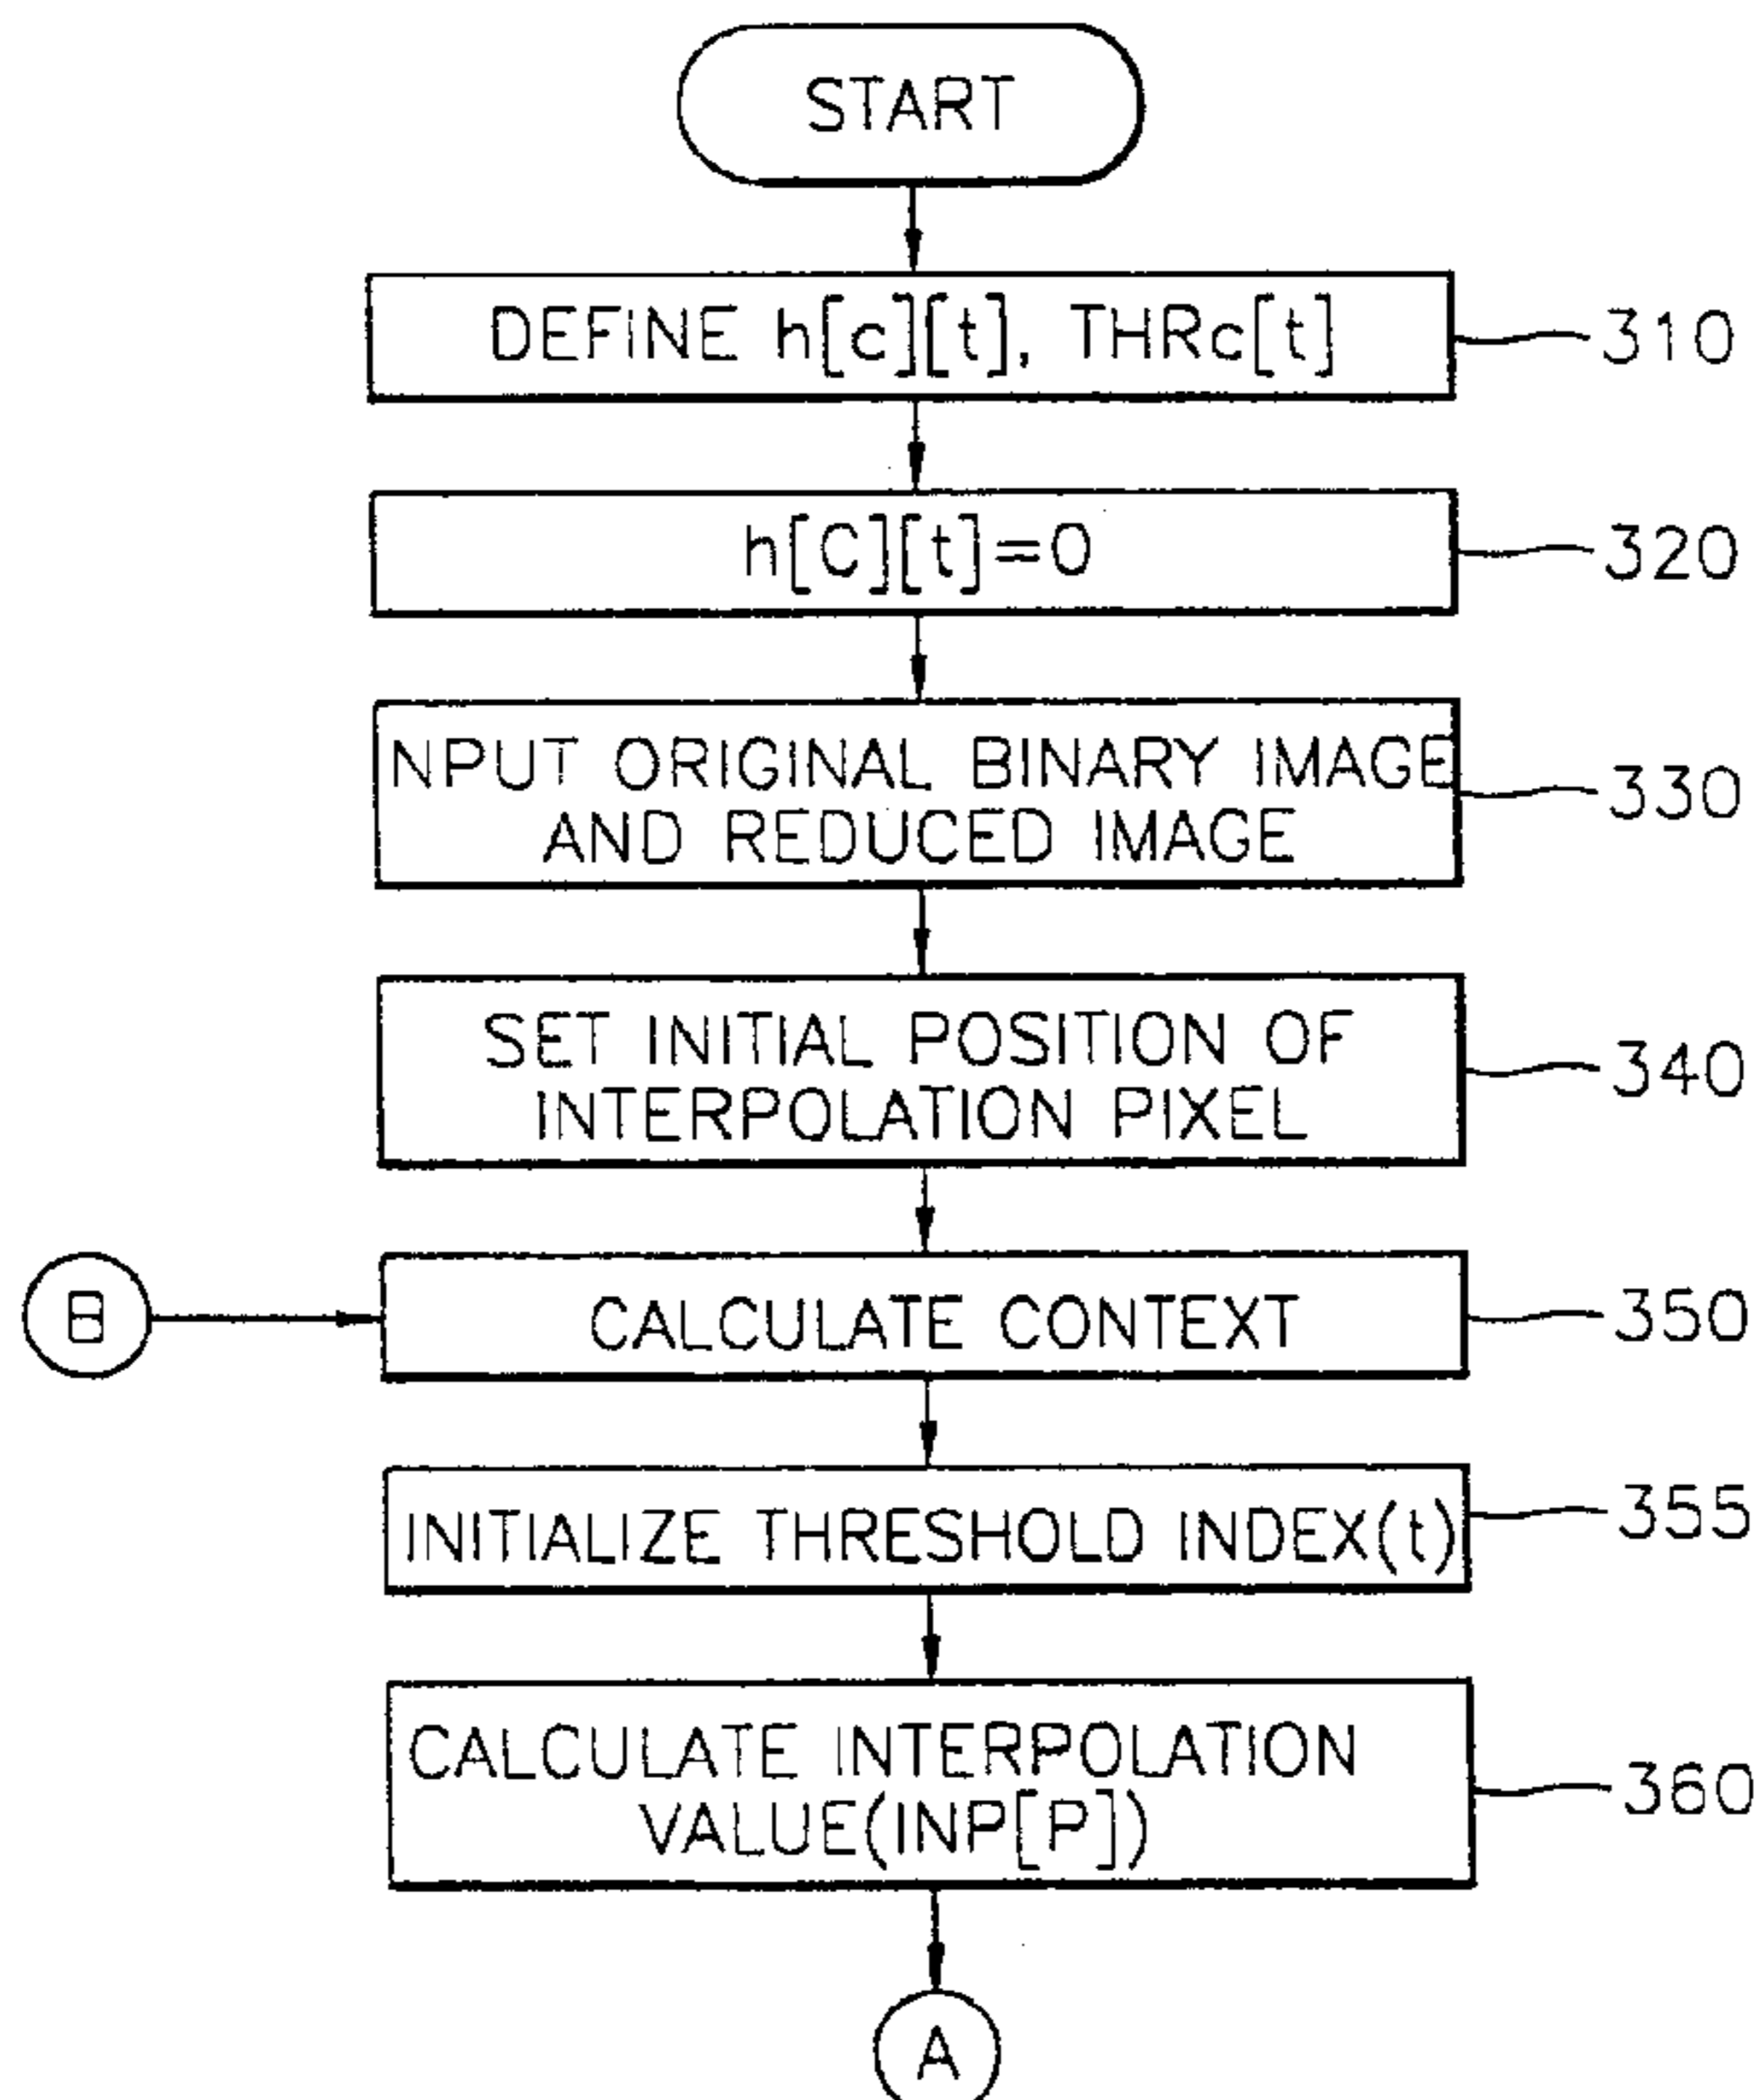 START
DEFINE h[c][t], THRc[t]
310
h[C][t]=0
320
NPUT ORIGINAL BINARY IMAGE
AND REDUCED IMAGE
330
SET INITIAL POSITION OF
INTERPOLATION PIXEL
340
B
CALCULATE CONTEXT
350
INITIALIZE THRESHOLD INDEX(t)
355
CALCULATE INTERPOLATION
VALUE(INP[P])
360
A